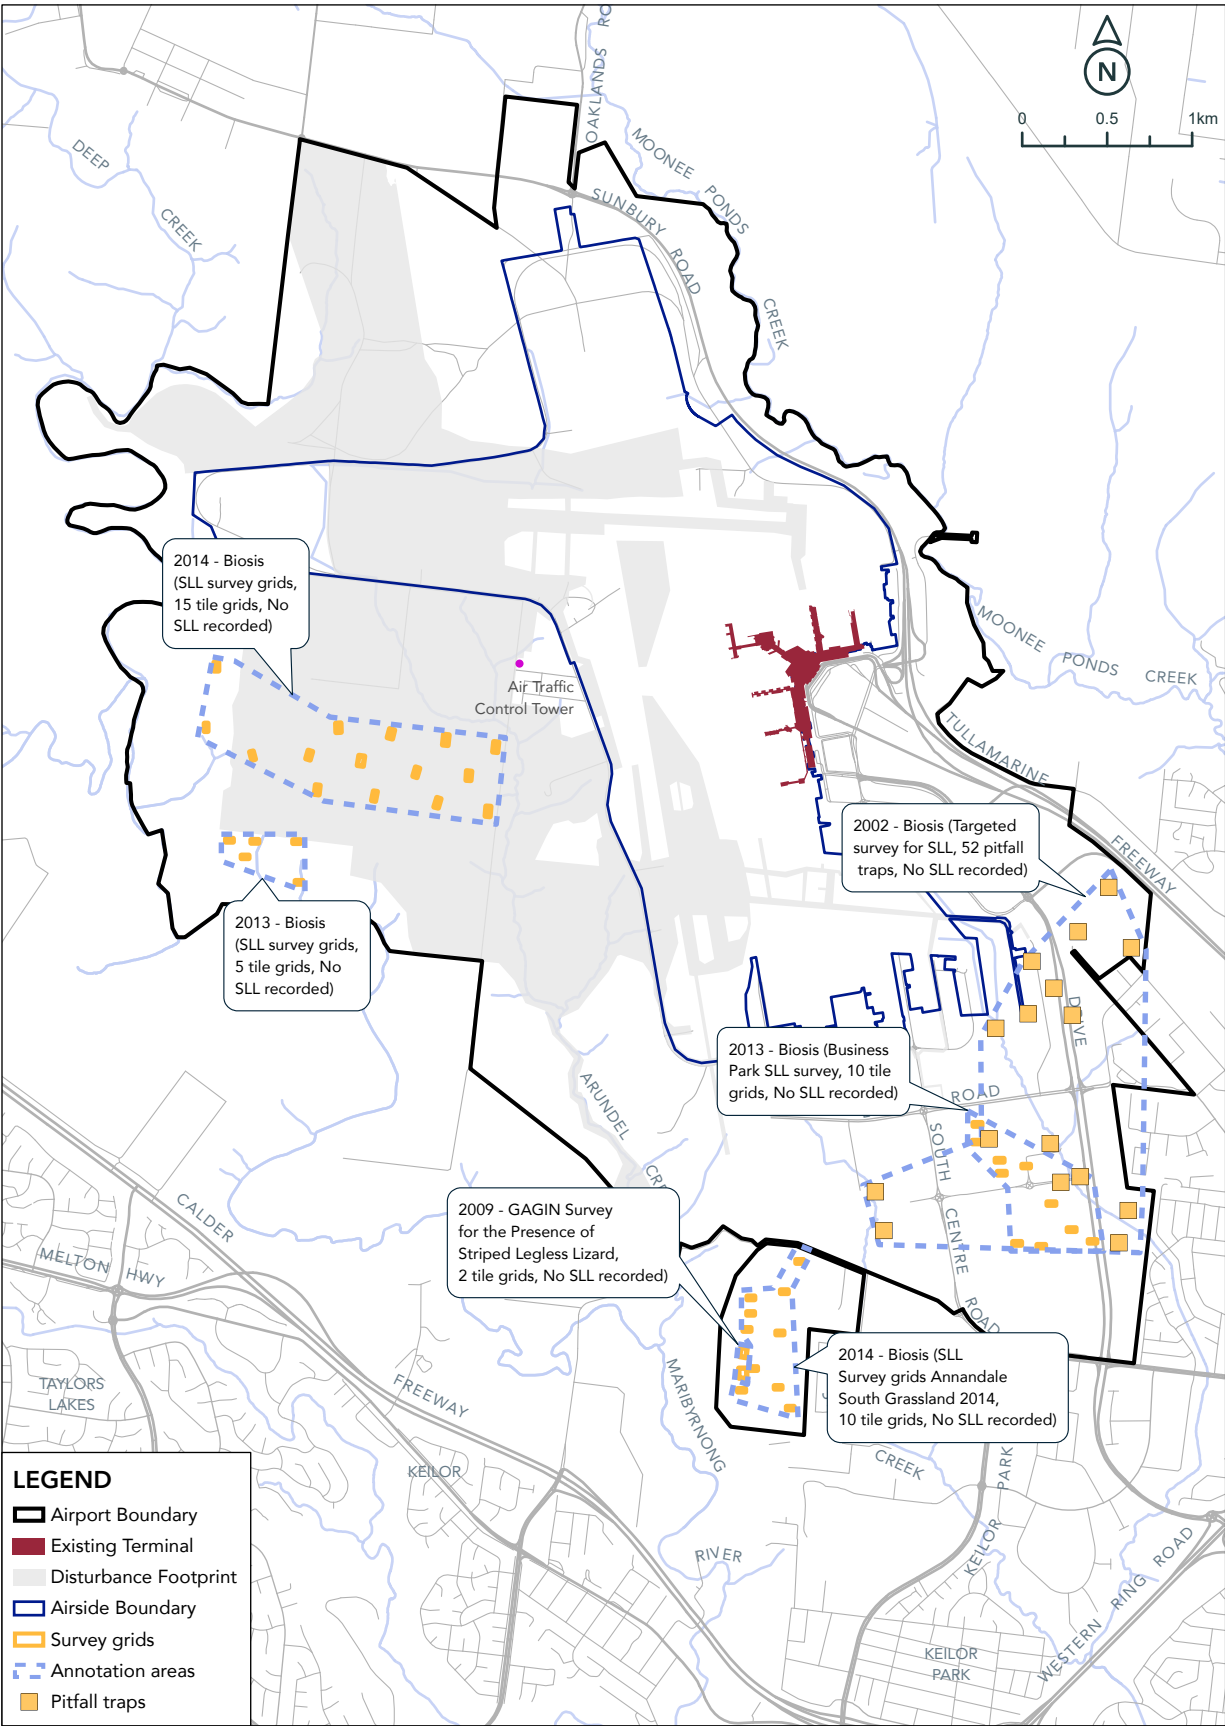 OAKLANDS RO
N
0 0.5 1km
DEEP
CREEK
MOONEE
PONDS
CREEK
SUNBURY
ROAD
2014 - Biosis
(SLL survey grids,
15 tile grids, No
SLL recorded)
MOONEE
PONDS
CREEK
Air Traffic
Control Tower
TULLAMARINE
FREEWAY
2002 - Biosis (Targeted
survey for SLL, 52 pitfall
traps, No SLL recorded)
2013 - Biosis
(SLL survey grids,
5 tile grids, No
SLL recorded)
DRIVE
2013 - Biosis (Business
Park SLL survey, 10 tile
grids, No SLL recorded)
ROAD
ARUNDEL
CRE
SOUTH
CENTRE
ROAD
2009 - GAGIN Survey
for the Presence of
Striped Legless Lizard,
2 tile grids, No SLL recorded)
CALDER
FREEWAY
MELTON HWY
2014 - Biosis (SLL
Survey grids Annandale
South Grassland 2014,
10 tile grids, No SLL recorded)
TAYLORS
LAKES
MARIBYRNONG
RIVER
CREEK
KEILOR
KEILOR PARK
KEILOR
PARK
WESTERN RING ROAD
LEGEND
Airport Boundary
Existing Terminal
Disturbance Footprint
Airside Boundary
Survey grids
Annotation areas
Pitfall traps